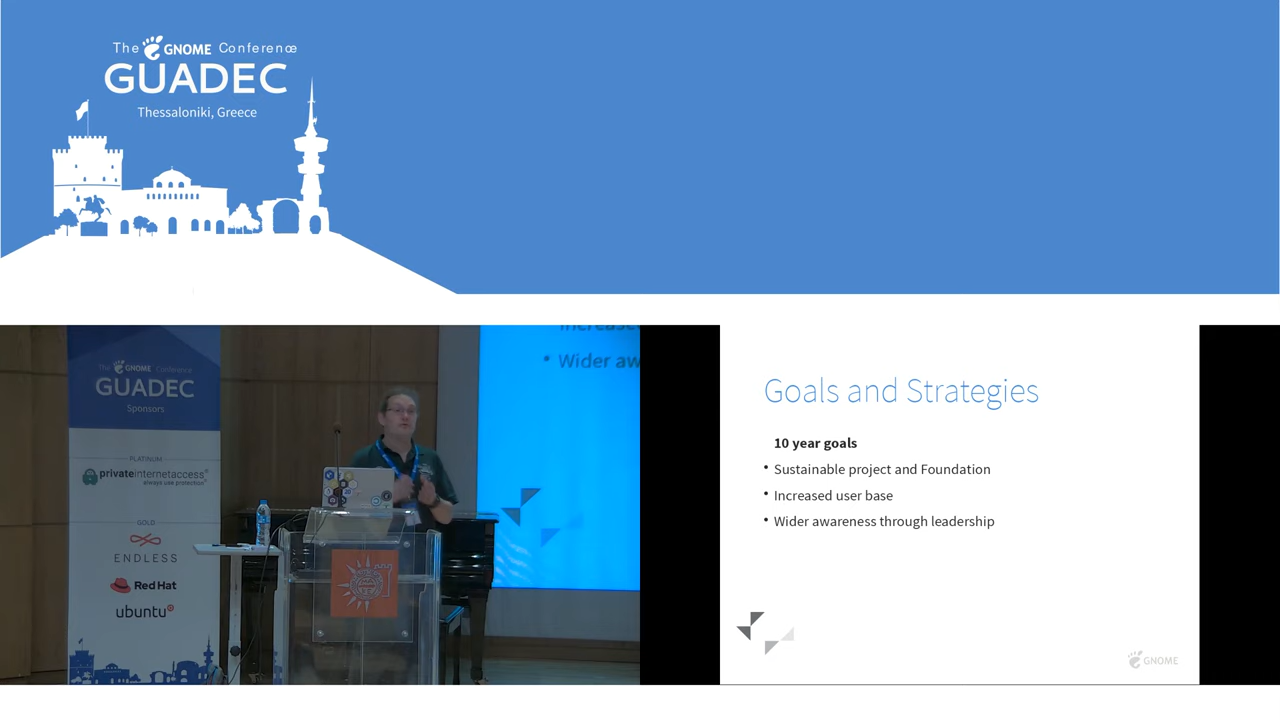 The GNOME Conference
GUADEC
Thessaloniki, Greece
The GNOME Conference
GUADEC
Sponsors
PLATINUM
privateinternetaccess®
always use protection®
GOLD
ENDLESS
Red Hat
ubuntu
Increase
• Wider aw
Goals and Strategies
10 year goals
• Sustainable project and Foundation
• Increased user base
• Wider awareness through leadership
GNOME